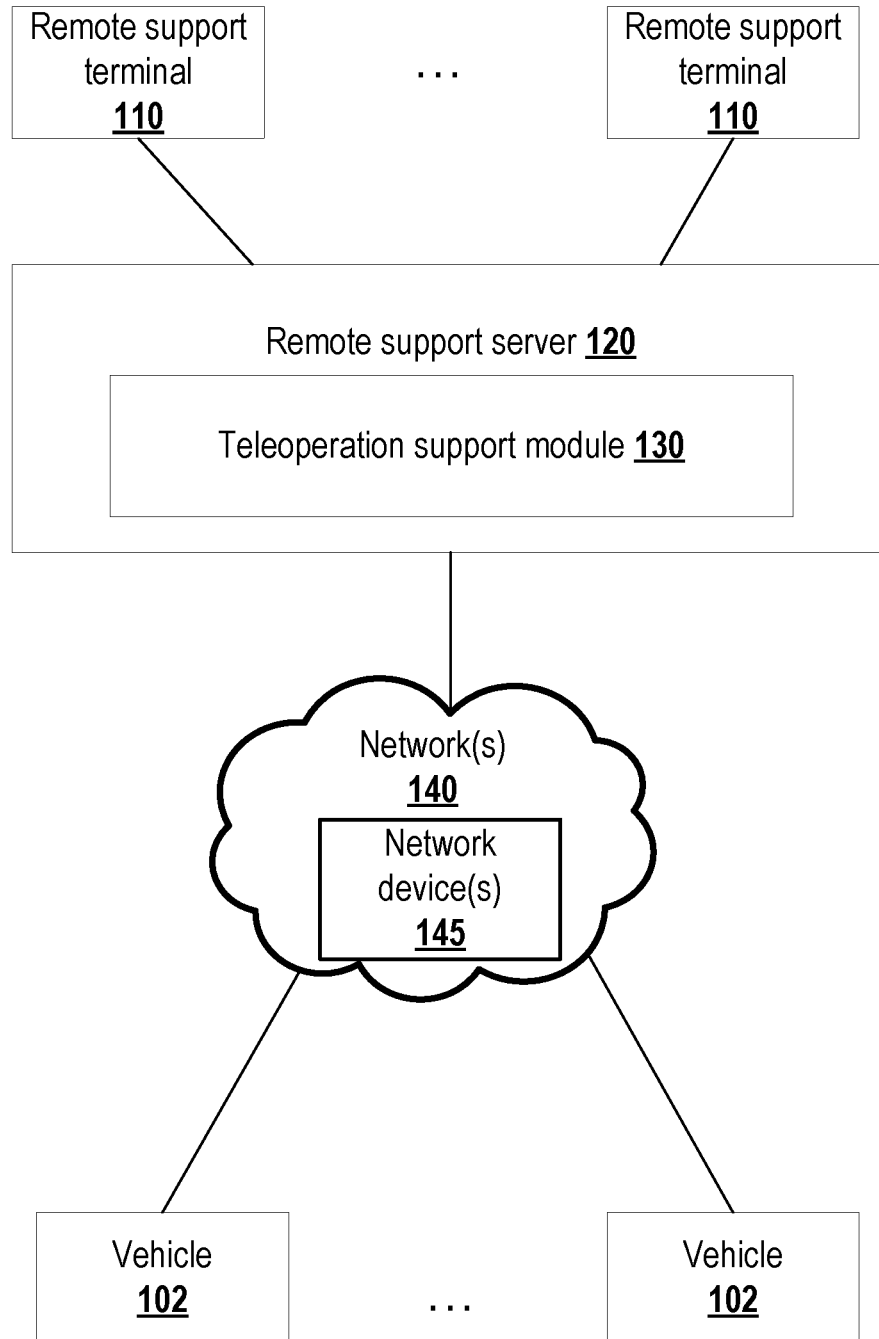 Remote support
terminal
110
...
Remote support
terminal
110
Remote support server 120
Teleoperation support module 130
Network(s)
140
Network
device(s)
145
Vehicle
102
...
Vehicle
102